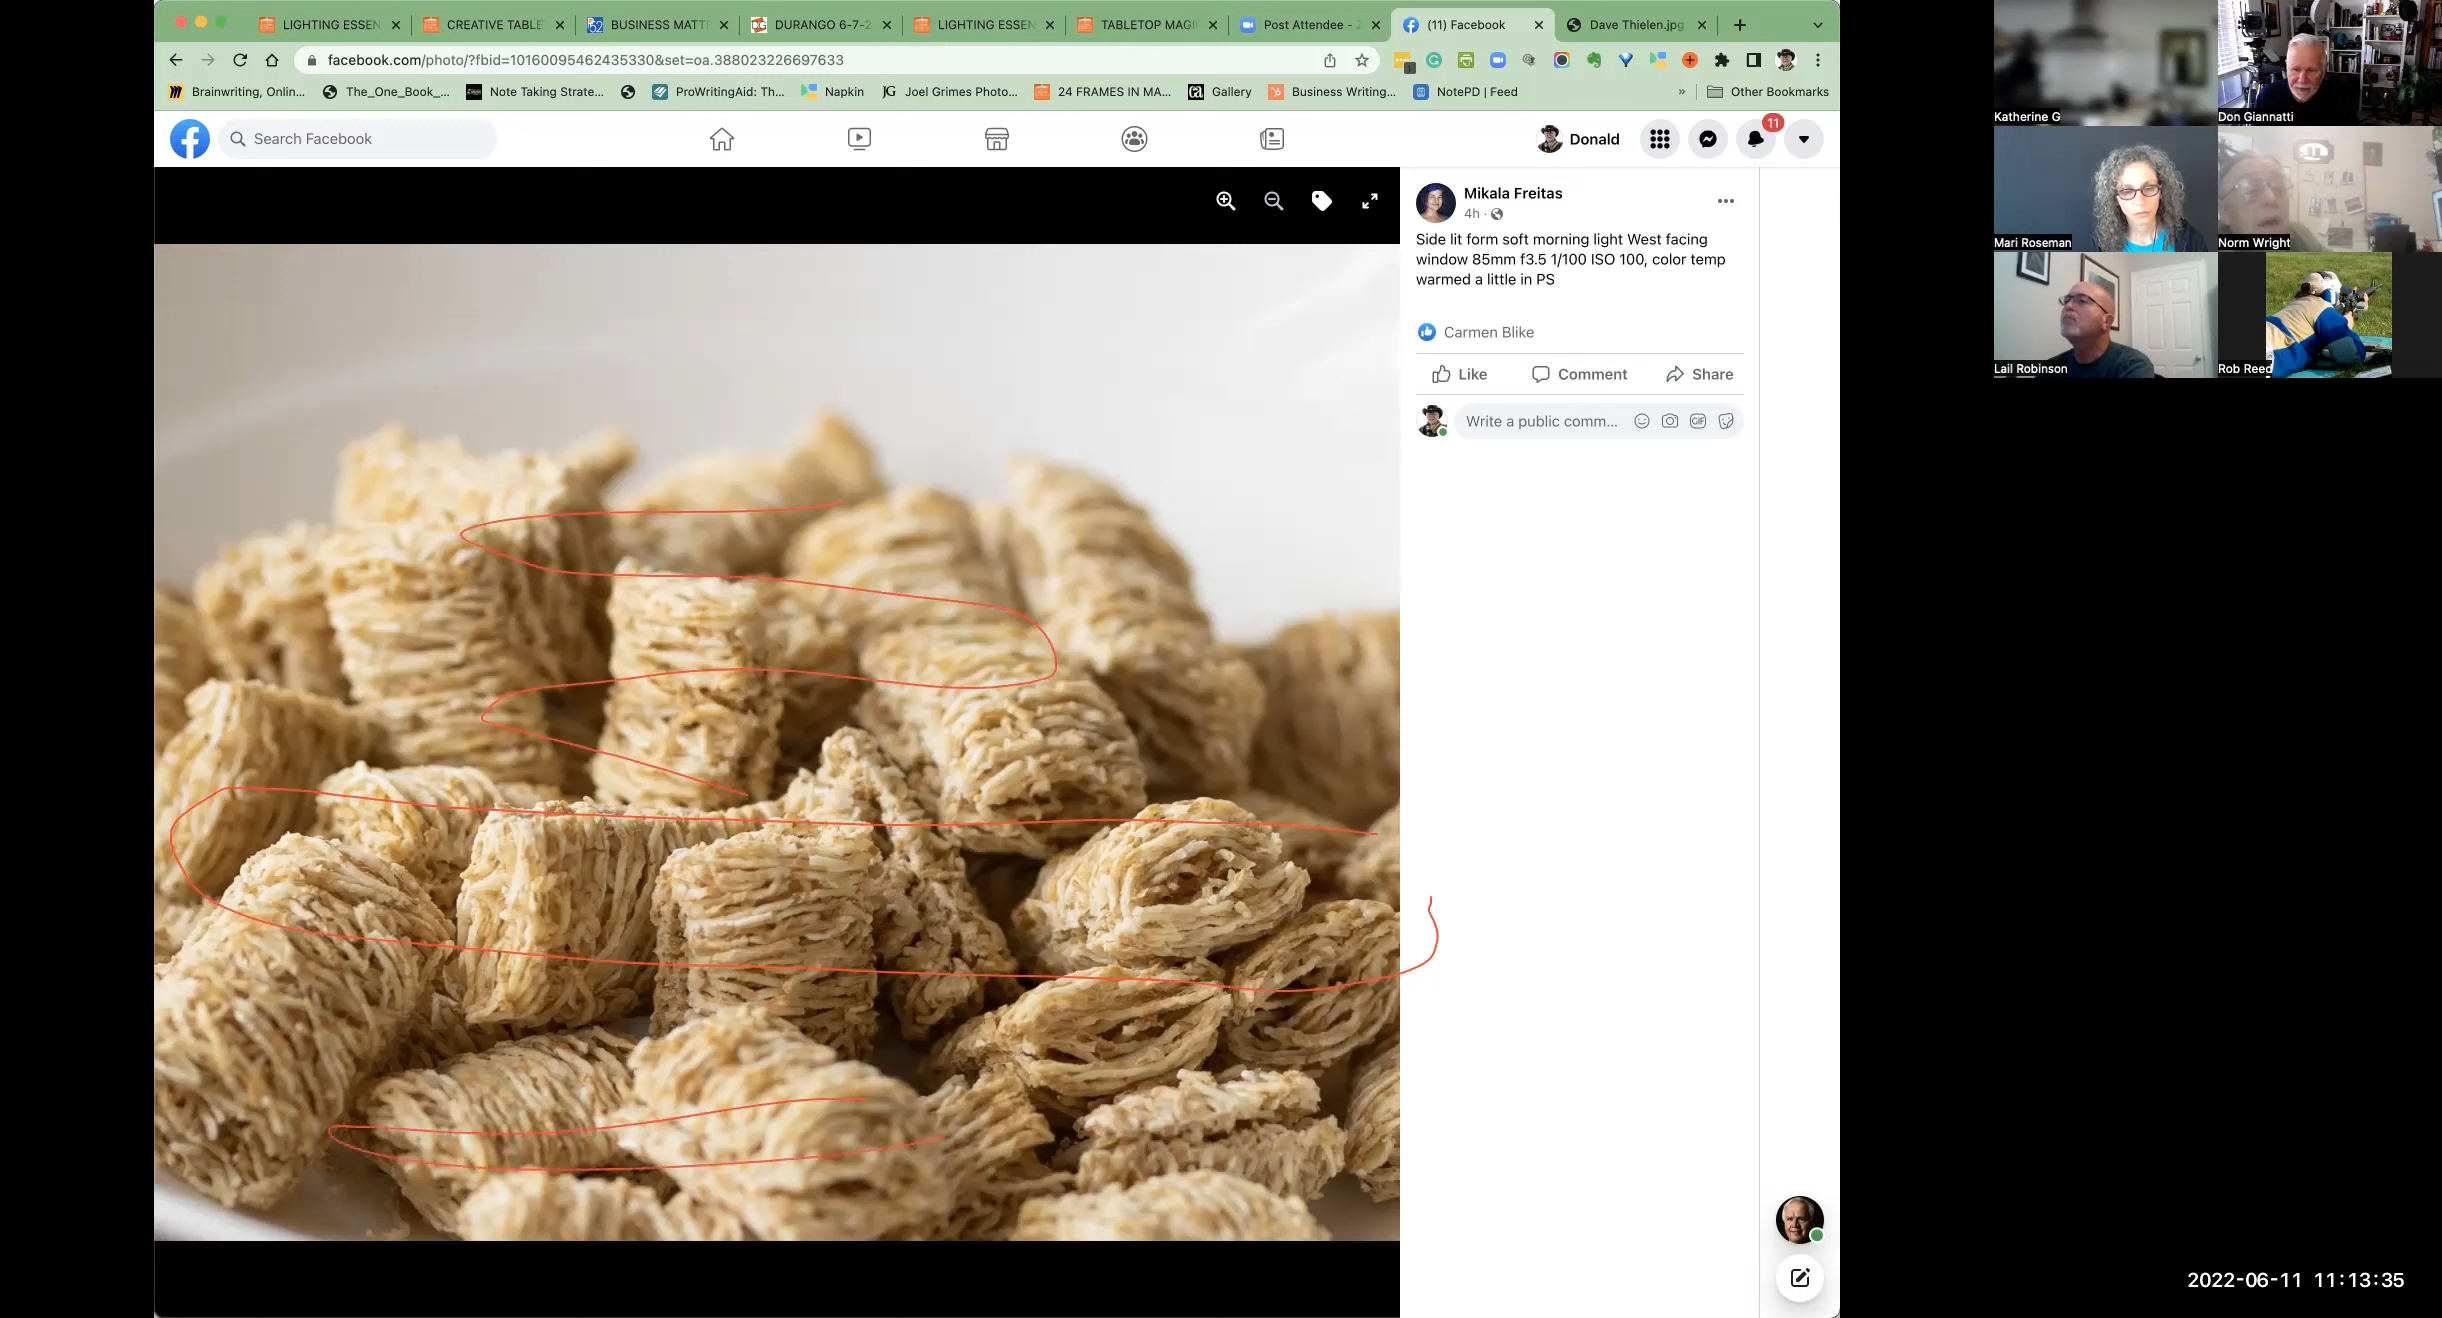 LIGHTING ESSEN
CREATIVE TABLE
BUSINESS MATT
DURANGO 6-7-2
LIGHTING ESSEN
TABLETOP MAGI
Post Attendee -
(11) Facebook
Dave Thielen.jpg
facebook.com/photo/?fbid=10160095462435330&set=oa.388023226697633
Brainwriting, Onlin...
The_One_Book_...
Note Taking Strate...
ProWritingAid: Th...
Napkin
JG
Joel Grimes Photo...
24 FRAMES IN MA...
Gallery
Business Writing...
NotePD | Feed
»
Other Bookmarks
Search Facebook
Donald
11
Mikala Freitas
4h ·
Side lit form soft morning light West facing
window 85mm f3.5 1/100 ISO 100, color temp
warmed a little in PS
Carmen Blike
Like
Comment
Share
Write a public comm...
GIF
Katherine G
Don Giannatti
Mari Roseman
Norm Wright
Lail Robinson
Rob Reed
2022-06-11 11:13:35